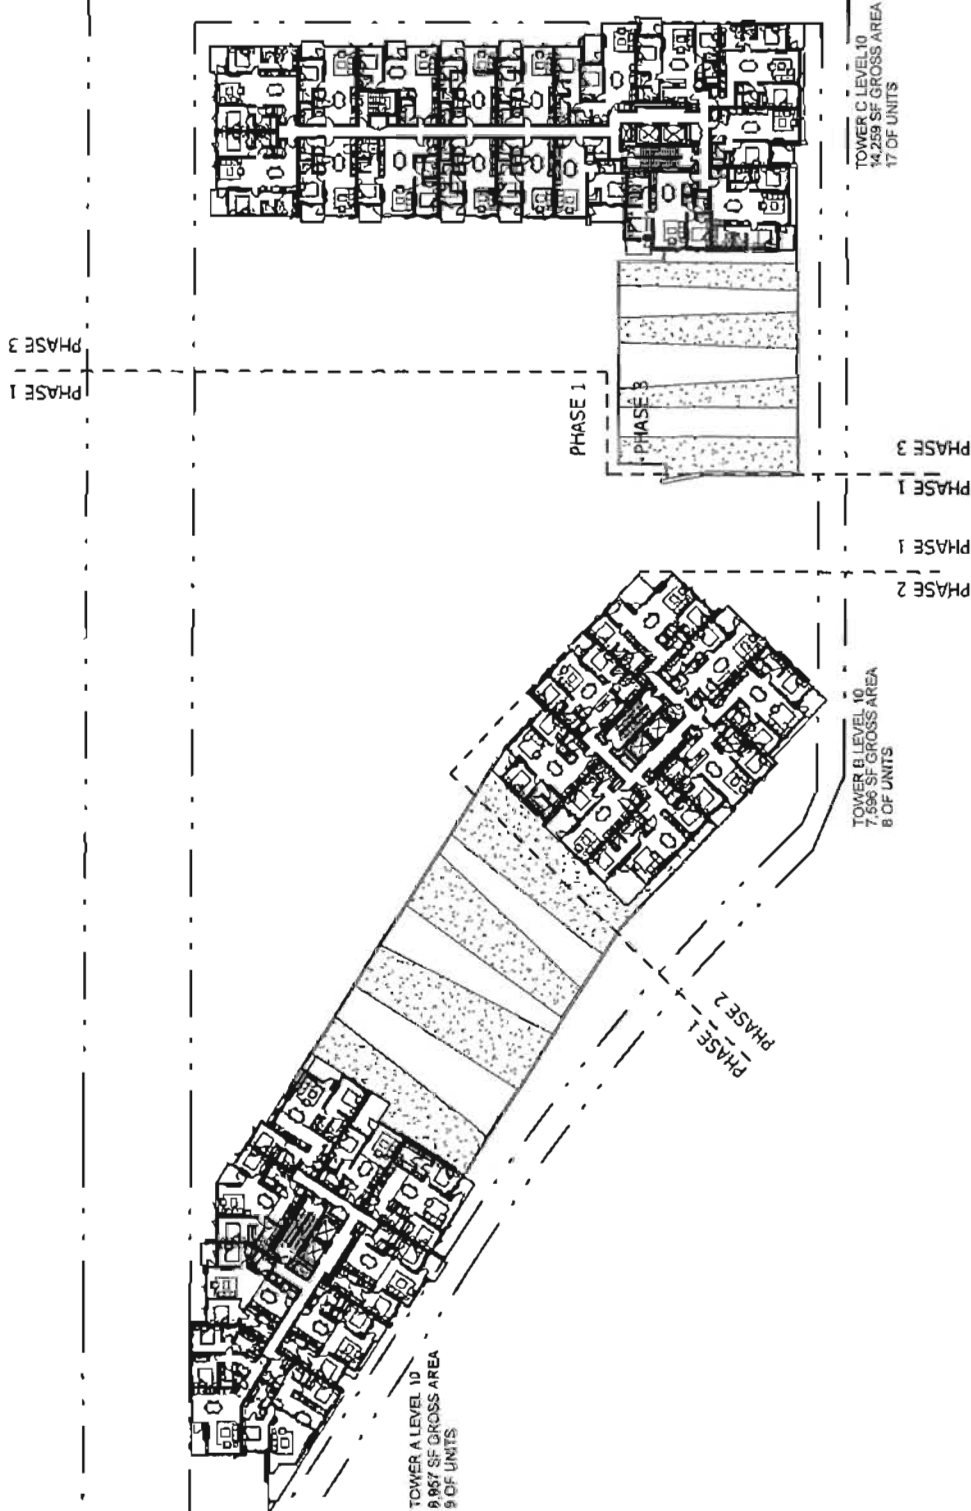 TOWER C LEVEL 10
14,259 SF GROSS AREA
17 OF UNITS
PHASE 3
PHASE 1
PHASE 1
PHASE 3
PHASE 3
PHASE 1
PHASE 1
PHASE 2
TOWER B LEVEL 10
7,596 SF GROSS AREA
8 OF UNITS
PHASE 1
PHASE 2
TOWER A LEVEL 10
SF GROSS AREA
9 OF UNITS